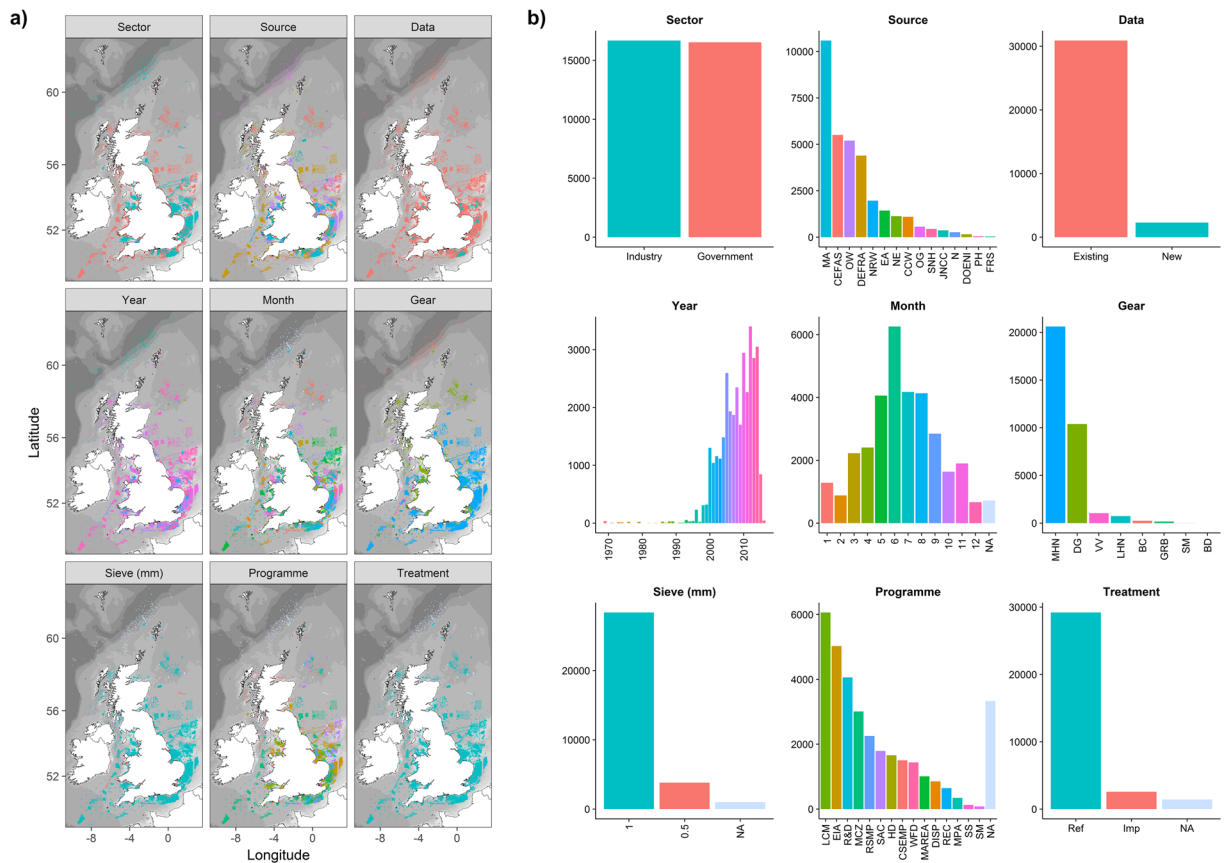 a)
Sector
Source
Data
60
56
52
Year
Month
Gear
60
56
52
Latitude
Sieve (mm)
Programme
Treatment
60
56
52
-8
-4
0
-8
-4
0
-8
-4
0
Longitude
b)
Sector
15000
10000
5000
0
Industry
Government
Source
10000
7500
5000
2500
0
MA
CEFAS
OW
DEFRA
NRW
EA
NE
CCW
OG
SNH
JNCC
N
DOENI
PH
FRS
Data
30000
20000
10000
0
Existing
New
Year
3000
2000
1000
0
1970
1980
1990
2000
2010
Month
6000
4000
2000
0
1
2
3
4
5
6
7
8
9
10
11
12
NA
Gear
20000
15000
10000
5000
0
MHN
DG
VV
LHN
BC
GRB
SM
BD
Sieve (mm)
20000
10000
0
1
0.5
NA
Programme
6000
4000
2000
0
LCM
EIA
R&D
MCZ
RSMP
SAC
HD
CSEMP
WFD
MAREA
DISP
REC
MPA
SS
SM
NA
Treatment
30000
20000
10000
0
Ref
Imp
NA